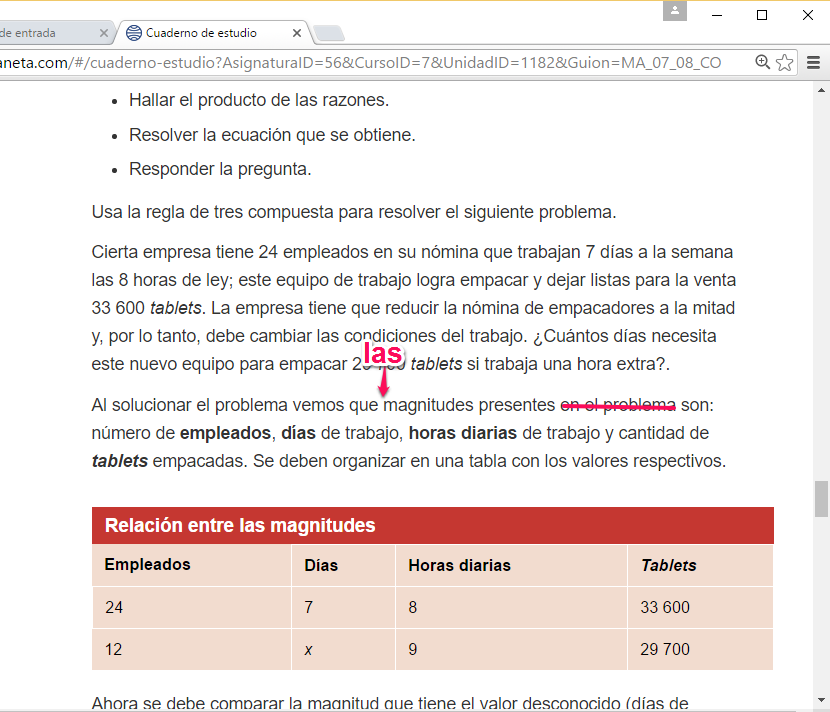 de entrada
Cuaderno de estudio
aneta.com/#/cuaderno-estudio?AsignaturaID=56&CursoID=7&UnidadID=1182&Guion=MA_07_08_CO
• Hallar el producto de las razones.
• Resolver la ecuación que se obtiene.
• Responder la pregunta.
Usa la regla de tres compuesta para resolver el siguiente problema.
Cierta empresa tiene 24 empleados en su nómina que trabajan 7 días a la semana
las 8 horas de ley; este equipo de trabajo logra empacar y dejar listas para la venta
33 600 tablets. La empresa tiene que reducir la nómina de empacadores a la mitad
y, por lo tanto, debe cambiar las condiciones del trabajo. ¿Cuántos días necesita
este nuevo equipo para empacar tablets si trabaja una hora extra?.
las
Al solucionar el problema vemos que magnitudes presentes en el problema son:
número de empleados, días de trabajo, horas diarias de trabajo y cantidad de
tablets empacadas. Se deben organizar en una tabla con los valores respectivos.
Relación entre las magnitudes
Empleados Días Horas diarias Tablets
24 7 8 33 600
12 x 9 29 700
Ahora se debe comparar la magnitud que tiene el valor desconocido (días de